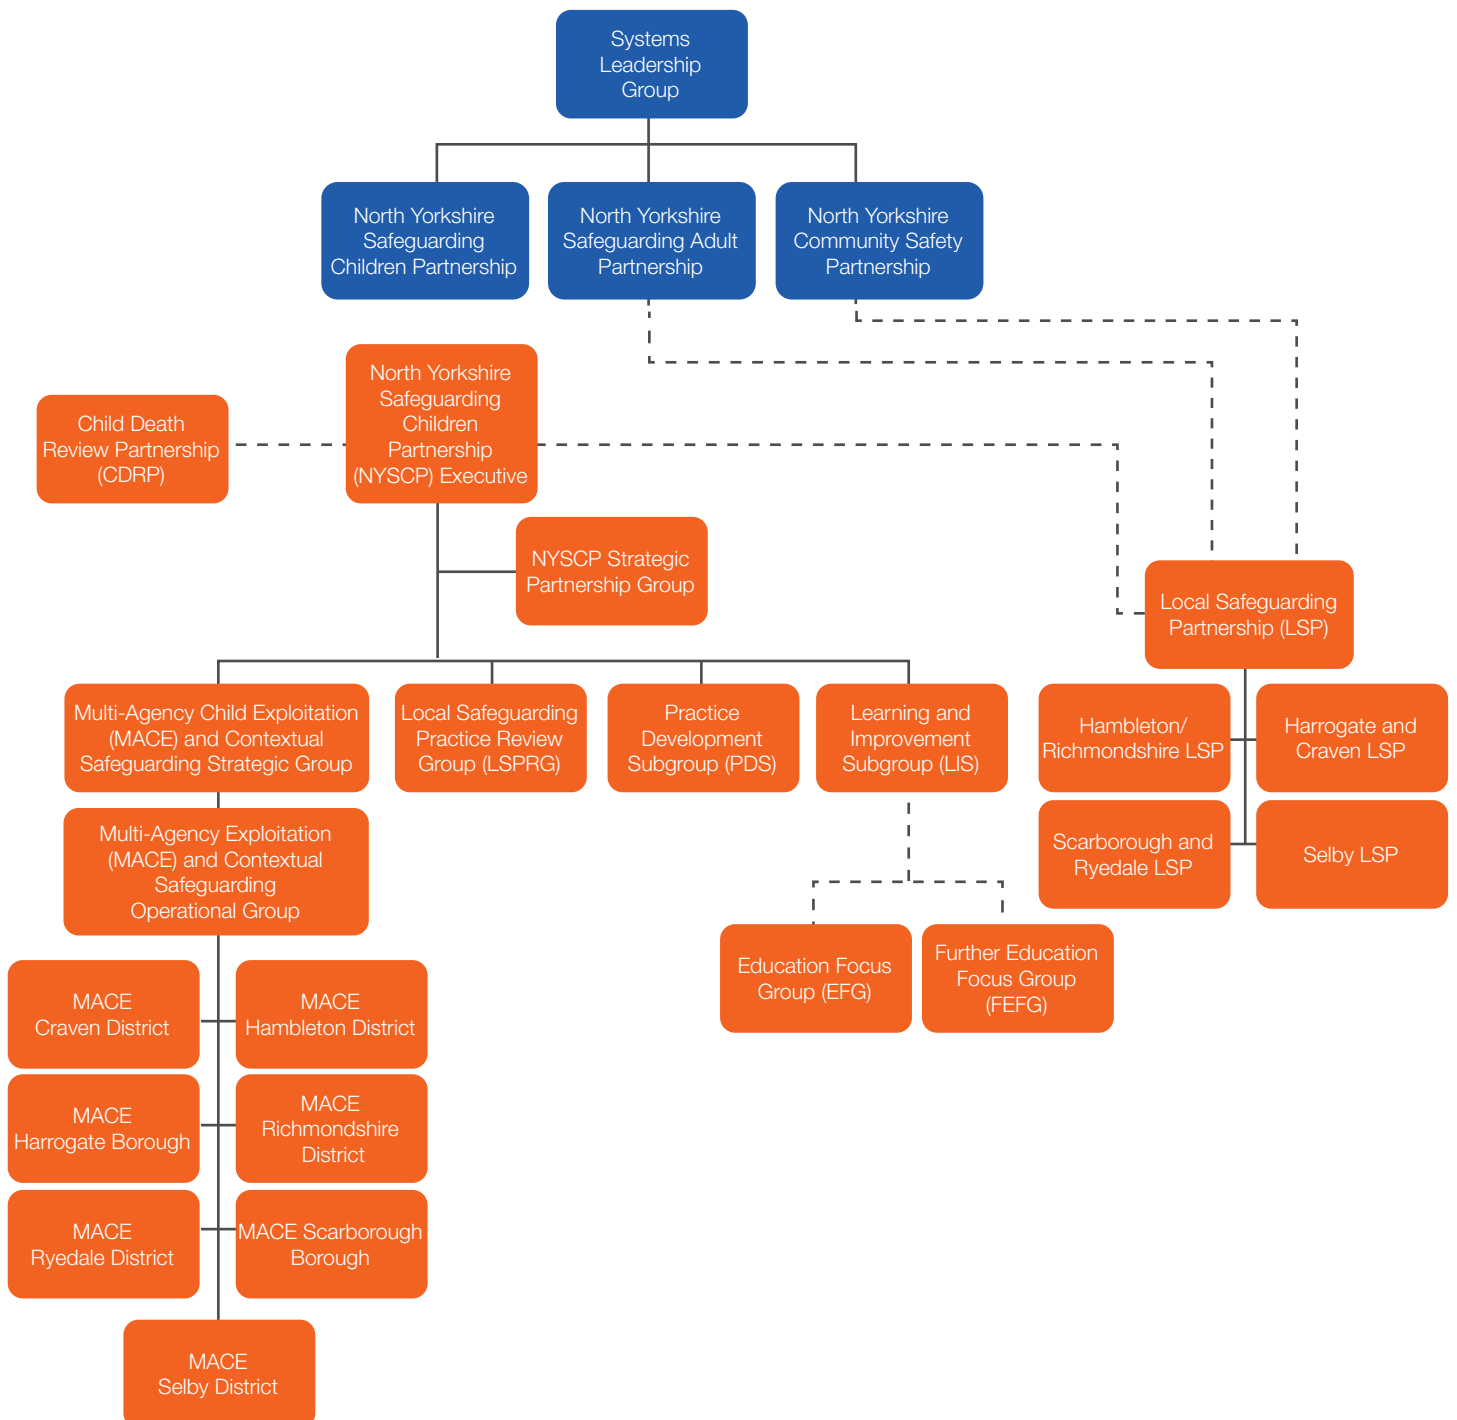 Systems
Leadership
Group
North Yorkshire
Safeguarding
Children Partnership
North Yorkshire
Safeguarding Adult
Partnership
North Yorkshire
Community Safety
Partnership
North Yorkshire
Safeguarding
Children
Partnership
(NYSCP) Executive
Child Death
Review Partnership
(CDRP)
NYSCP Strategic
Partnership Group
Local Safeguarding
Partnership (LSP)
Multi-Agency Child Exploitation
(MACE) and Contextual
Safeguarding Strategic Group
Local Safeguarding
Practice Review
Group (LSPRG)
Practice
Development
Subgroup (PDS)
Learning and
Improvement
Subgroup (LIS)
Hambleton/
Richmondshire LSP
Harrogate and
Craven LSP
Multi-Agency Exploitation
(MACE) and Contextual
Safeguarding
Operational Group
Scarborough and
Ryedale LSP
Selby LSP
Education Focus
Group (EFG)
Further Education
Focus Group
(FEFG)
MACE
Craven District
MACE
Hambleton District
MACE
Harrogate Borough
MACE
Richmondshire
District
MACE
Ryedale District
MACE Scarborough
Borough
MACE
Selby District